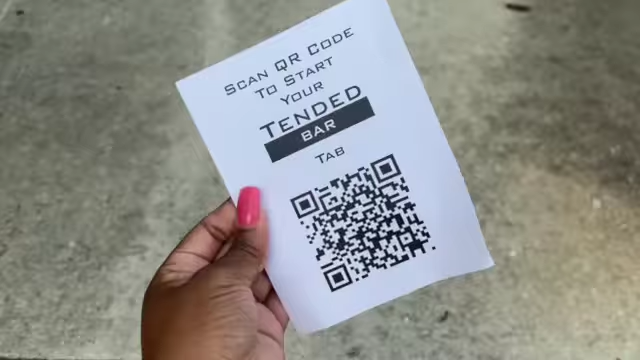 Scan QR Code
To Start
Your
Tended
Bar
Tab